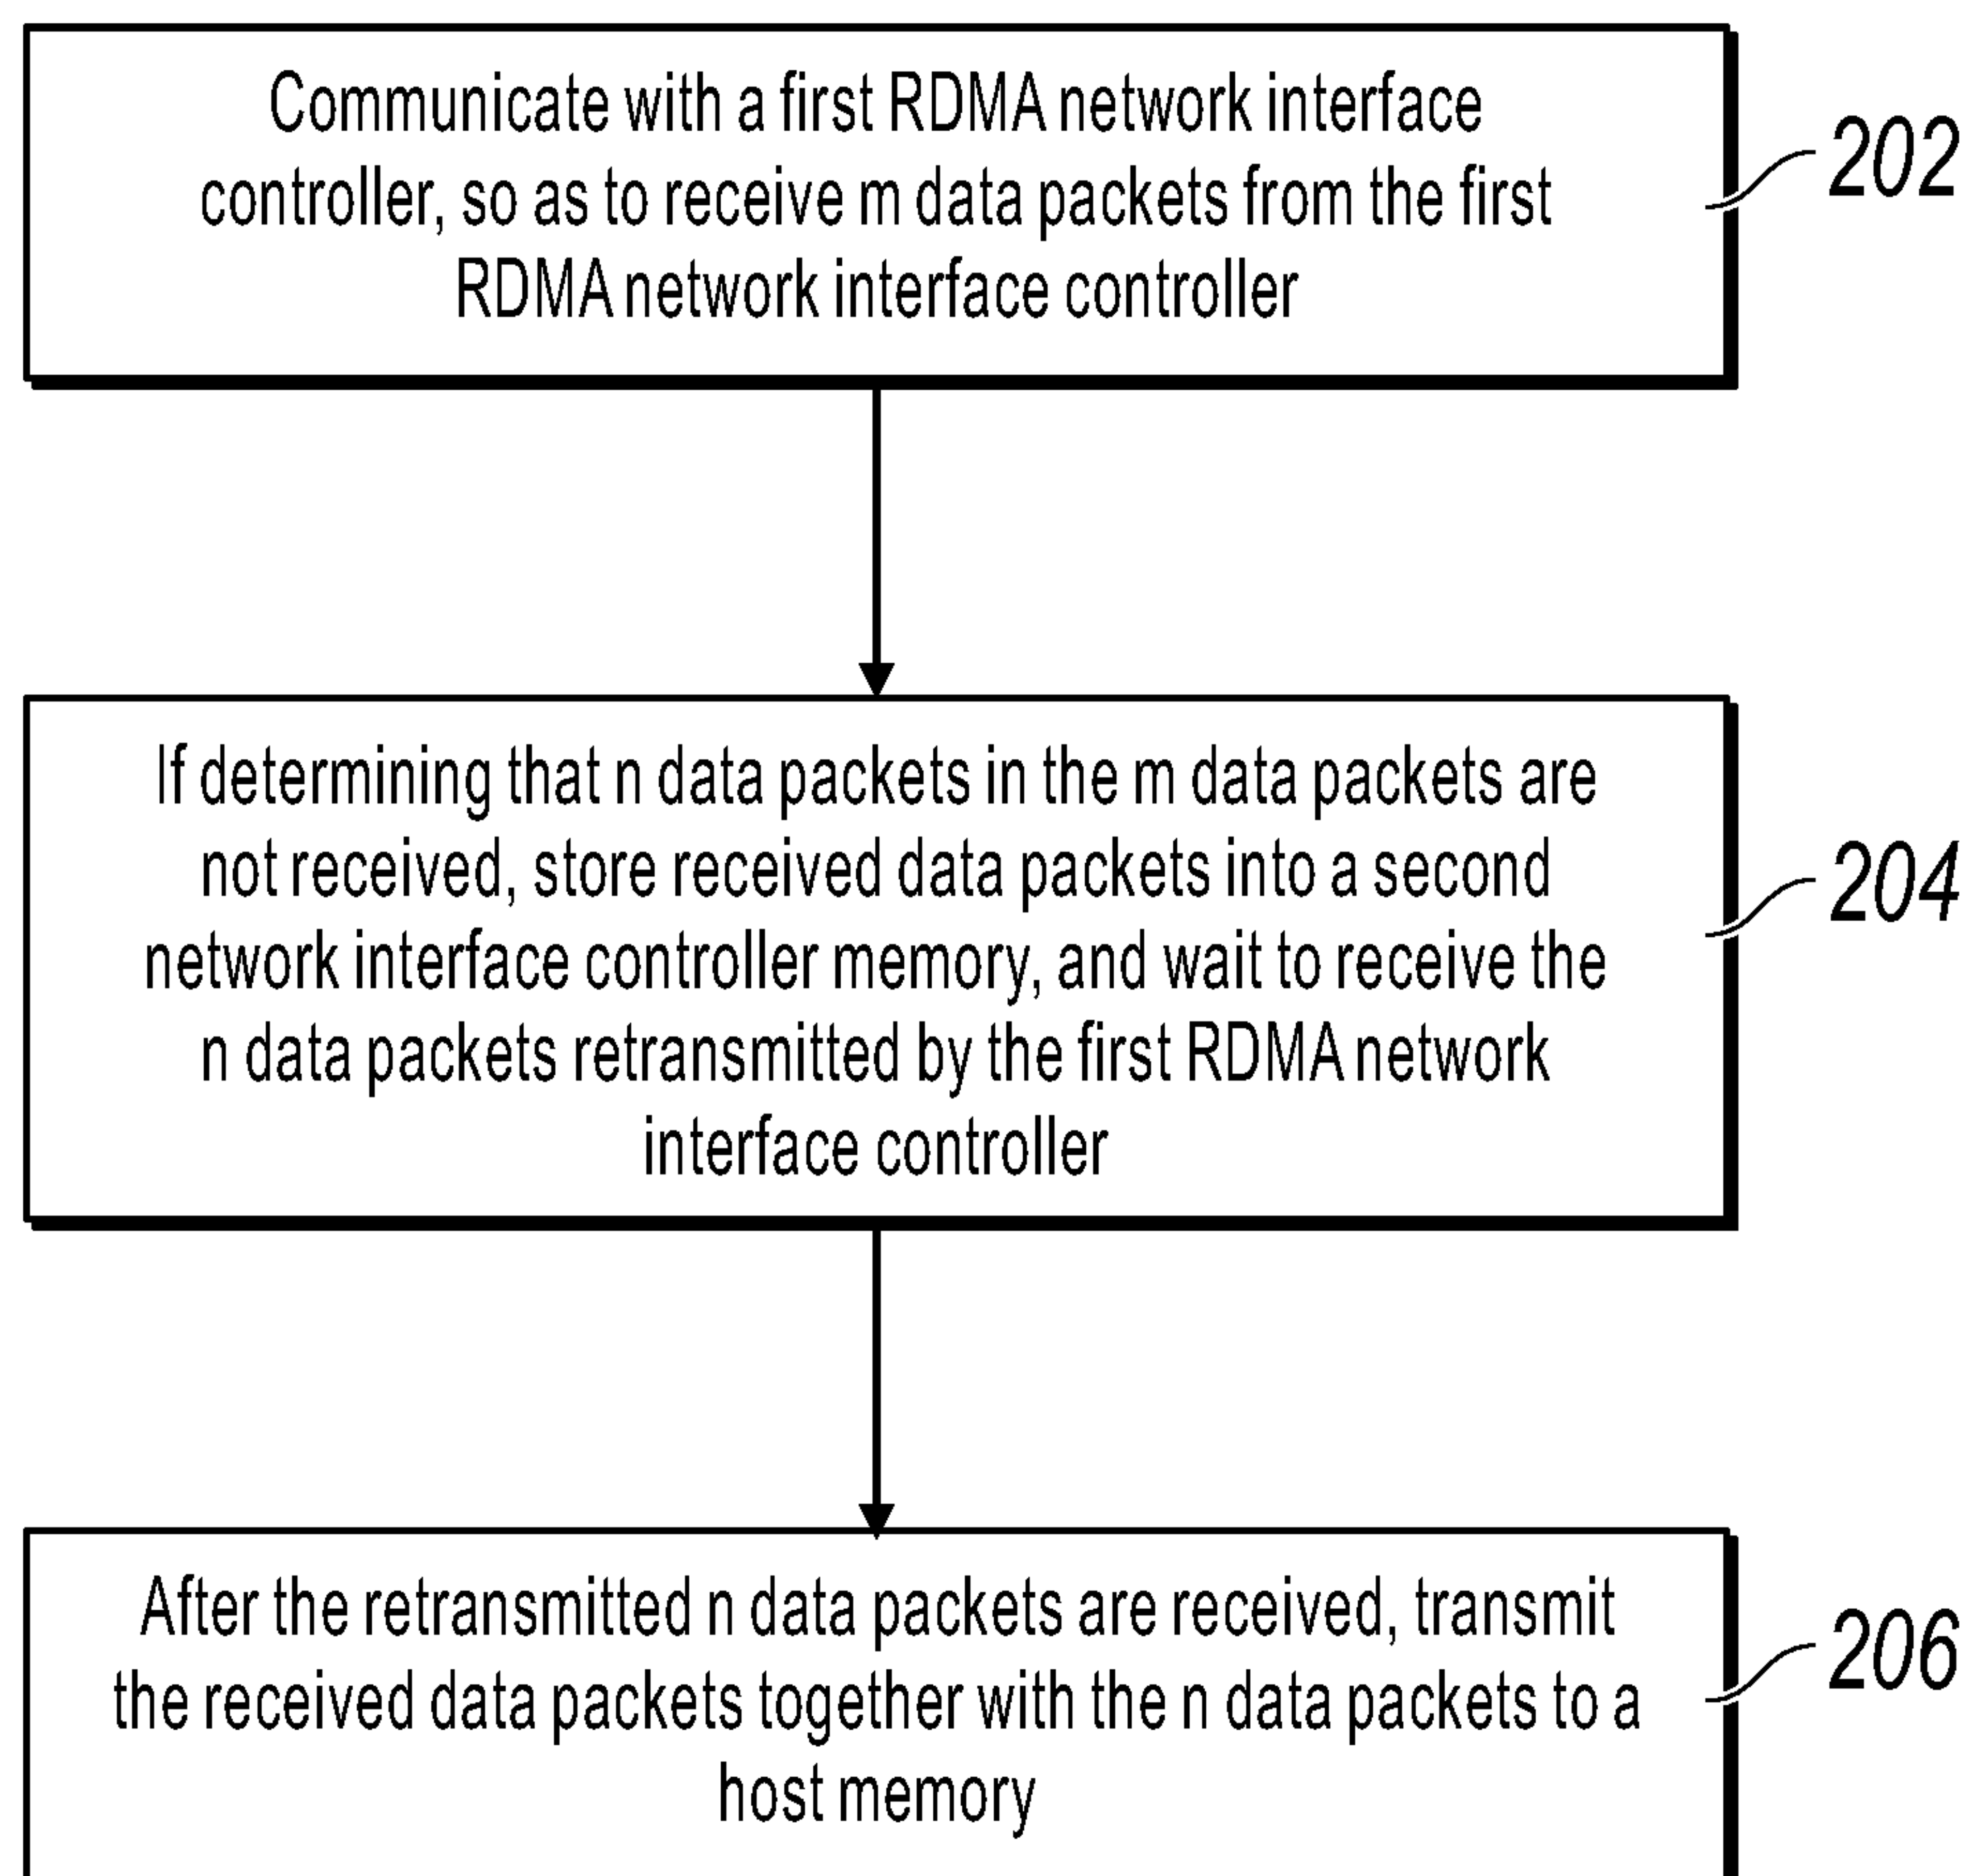 Communicate with a first RDMA network interface
controller, so as to receive m data packets from the first
RDMA network interface controller
202
If determining that n data packets in the m data packets are
not received, store received data packets into a second
network interface controller memory, and wait to receive the
n data packets retransmitted by the first RDMA network
interface controller
204
After the retransmitted n data packets are received, transmit
the received data packets together with the n data packets to a
host memory
206